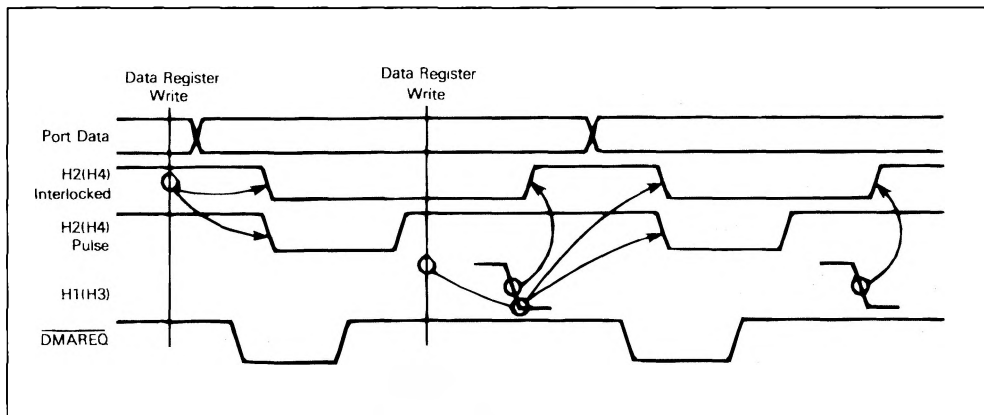 Data Register
Write
Data Register
Write
Port Data
H2(H4)
Interlocked
H2(H4)
Pulse
H1(H3)
DMAREQ